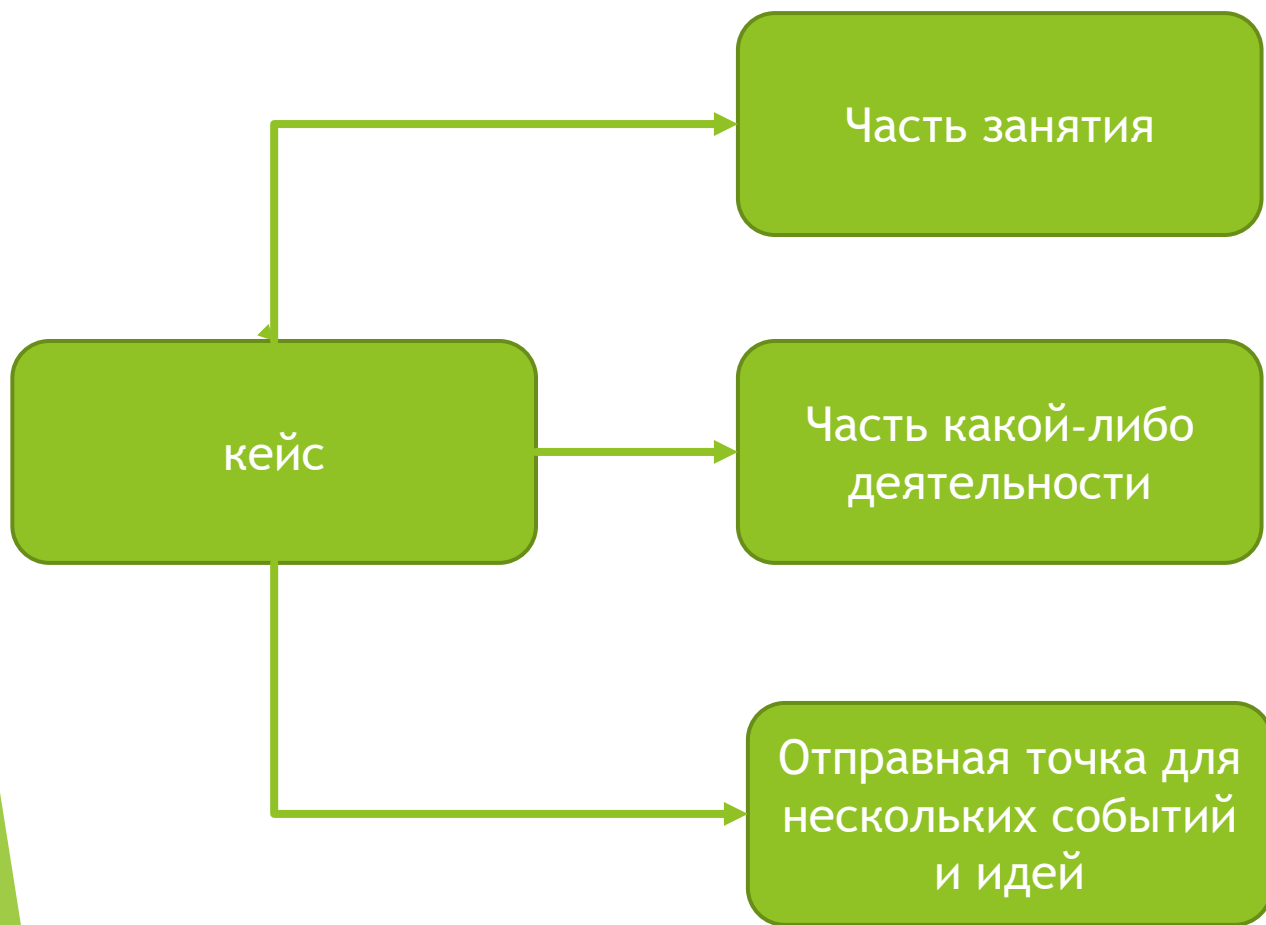 Часть занятия
кейс
Часть какой-либо
деятельности
Отправная точка для
нескольких событий
и идей